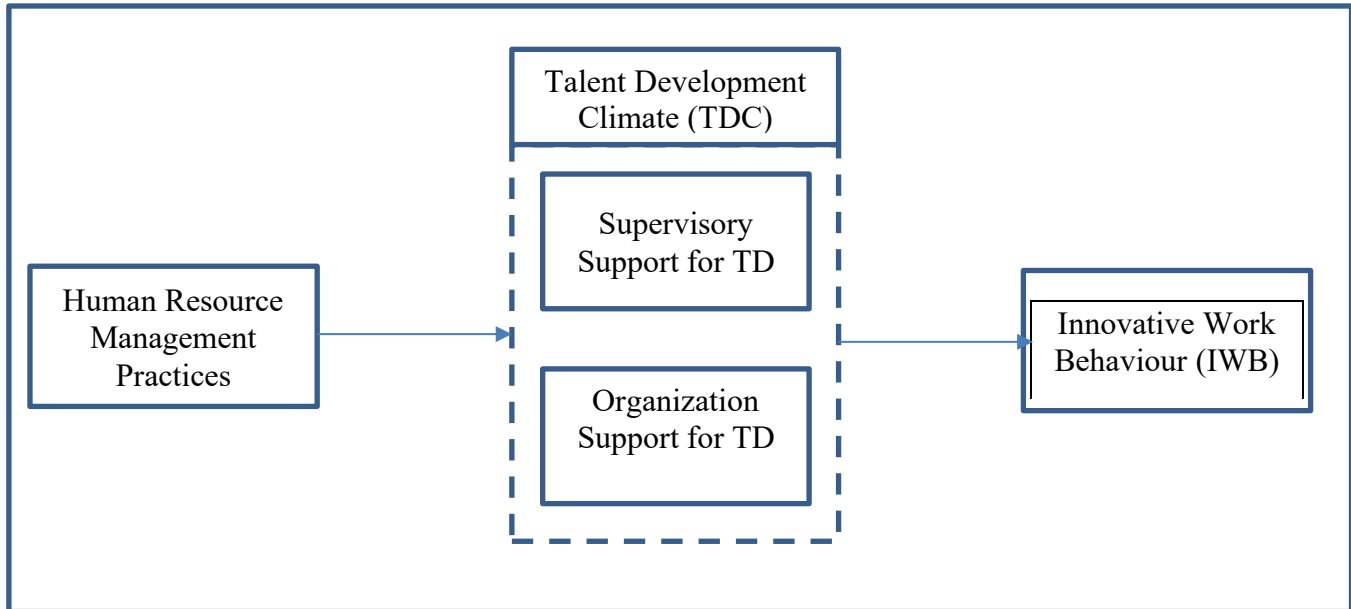 Talent Development
Climate (TDC)
Supervisory
Support for TD
Human Resource
Management
Practices
Organization
Support for TD
Innovative Work
Behaviour (IWB)